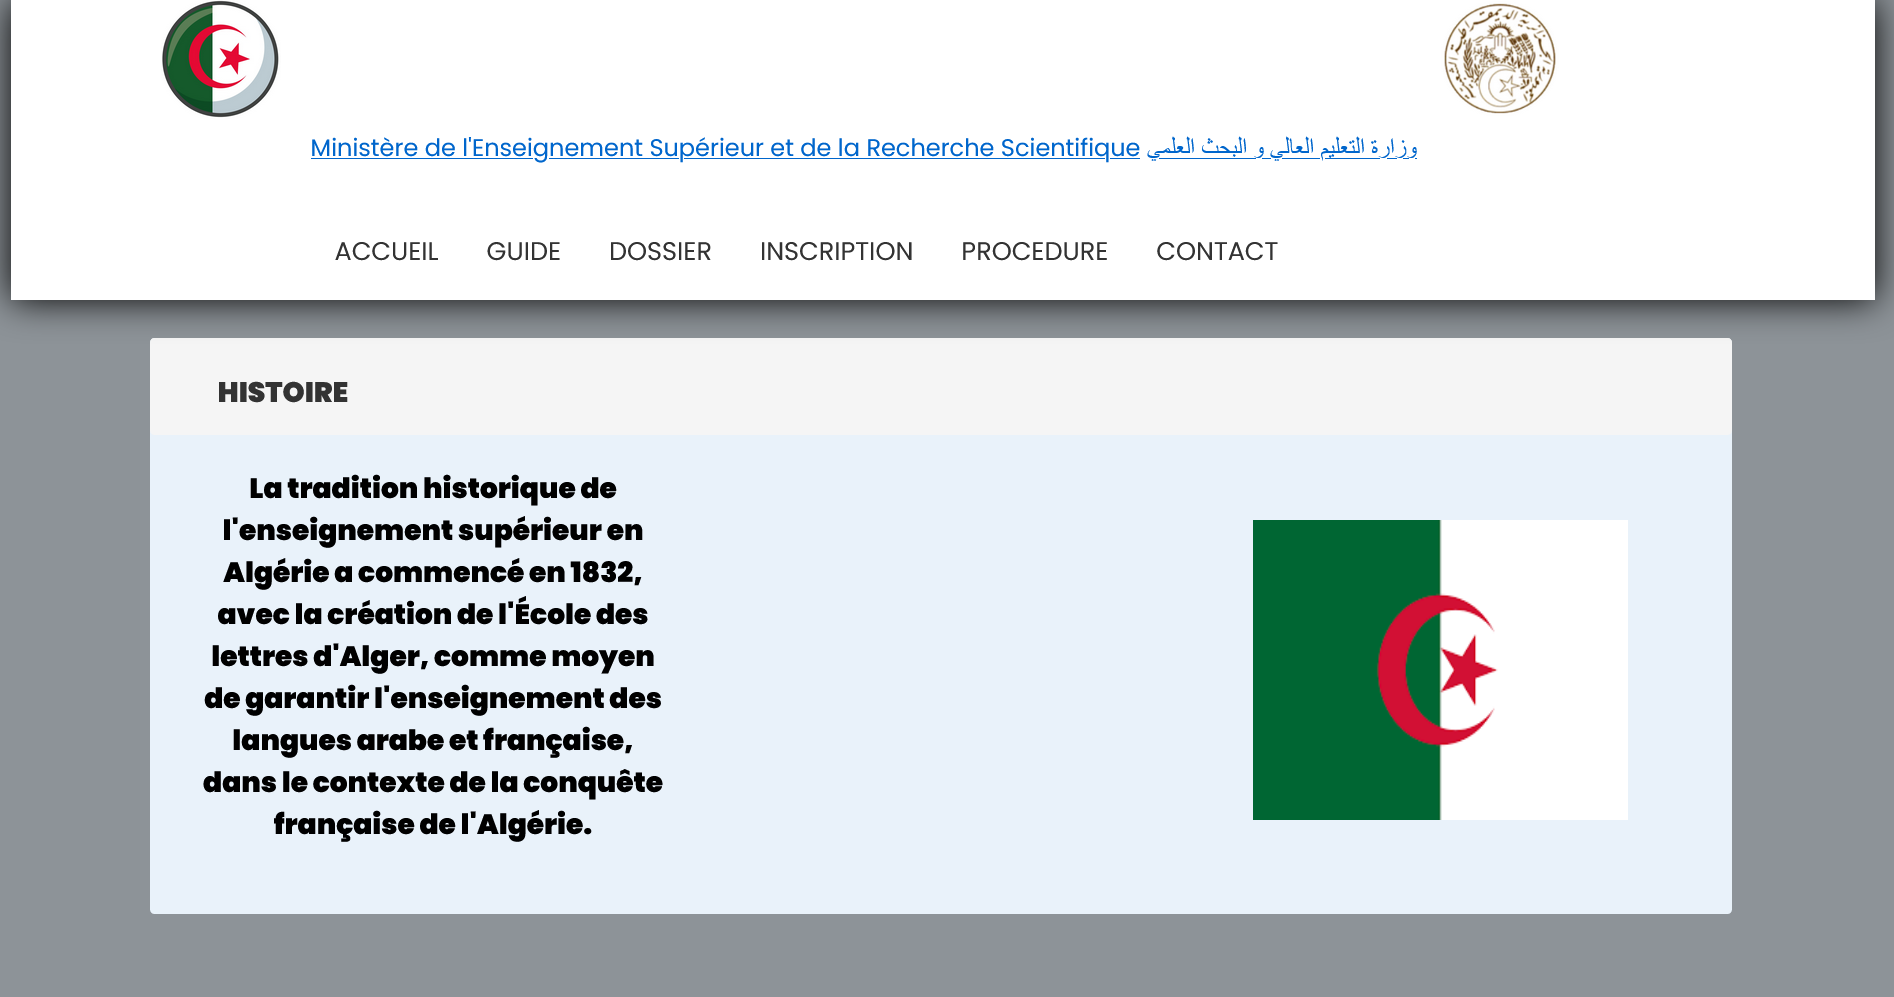 Ministère de l'Enseignement Supérieur et de la Recherche Scientifique وزارة التعليم العالي و البحث العلمي
ACCUEIL GUIDE DOSSIER INSCRIPTION PROCEDURE CONTACT
HISTOIRE
La tradition historique de
l'enseignement supérieur en
Algérie a commencé en 1832,
avec la création de l'École des
lettres d'Alger, comme moyen
de garantir l'enseignement des
langues arabe et française,
dans le contexte de la conquête
française de l'Algérie.